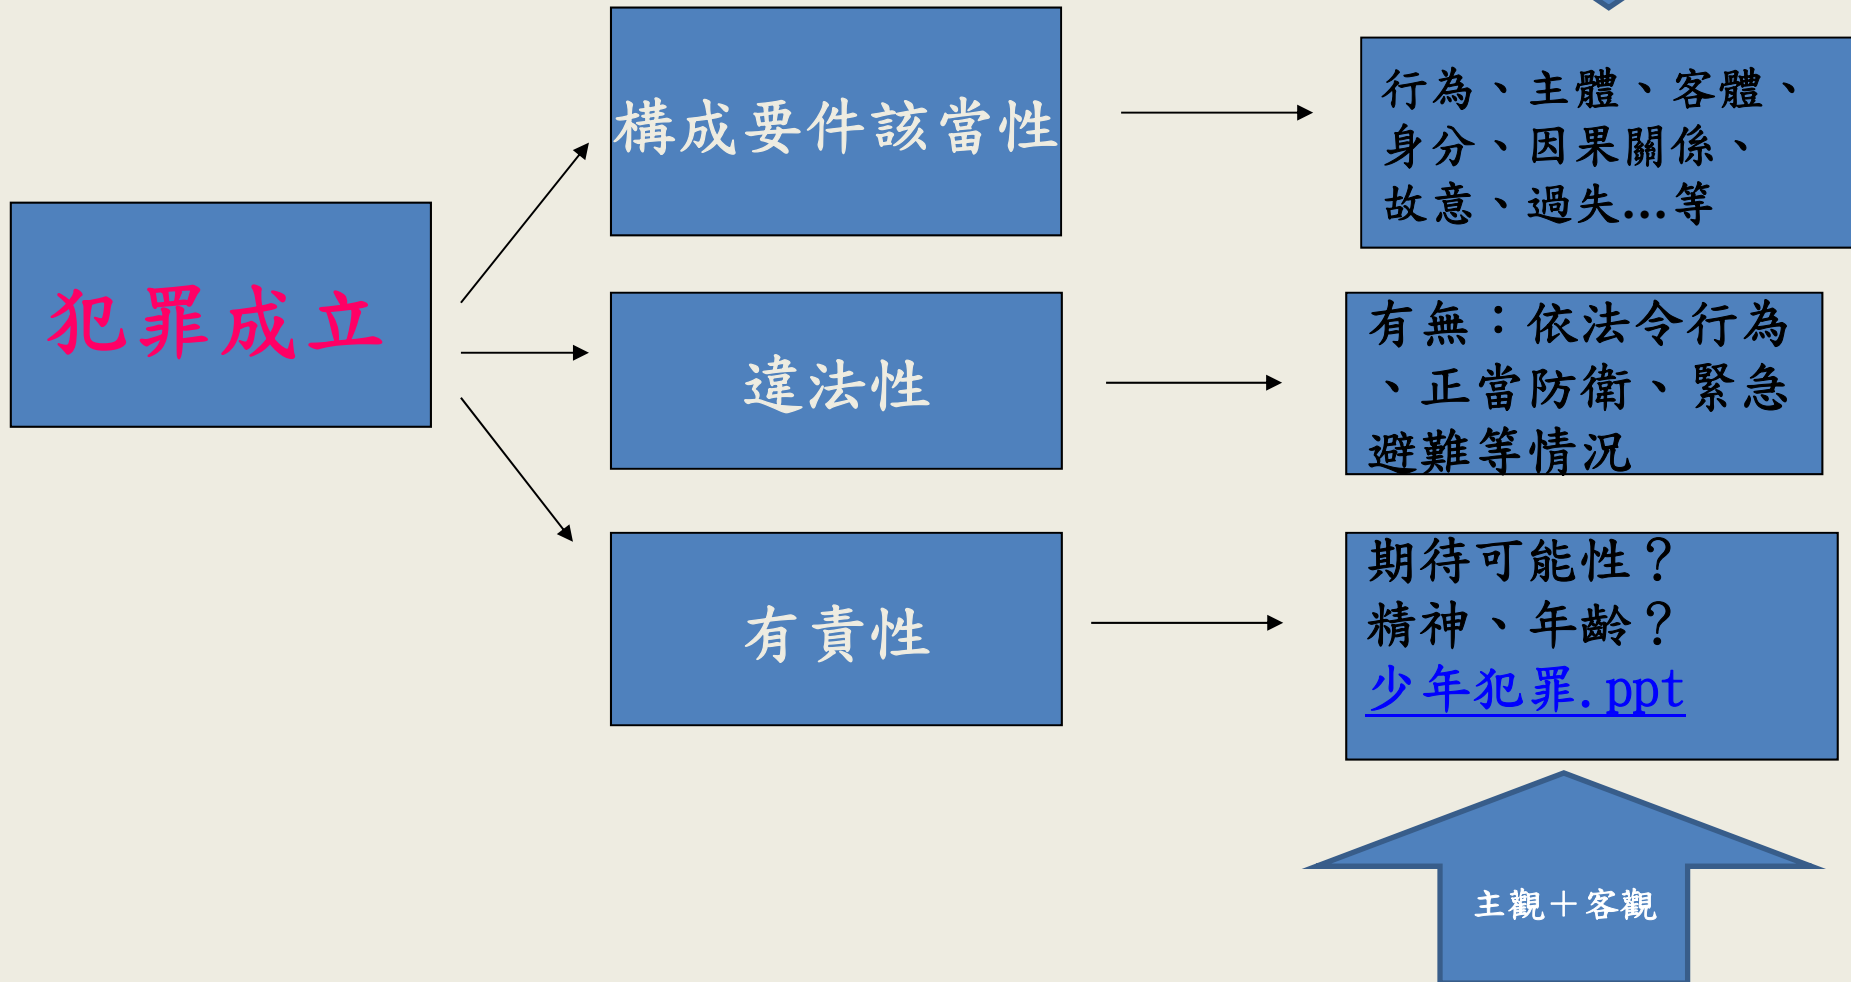 犯罪成立
構成要件該當性
行為、主體、客體、
身分、因果關係、
故意、過失…等
違法性
有無：依法令行為
、正當防衛、緊急
避難等情況
有責性
期待可能性？
精神、年齡？
少年犯罪.ppt
主觀＋客觀